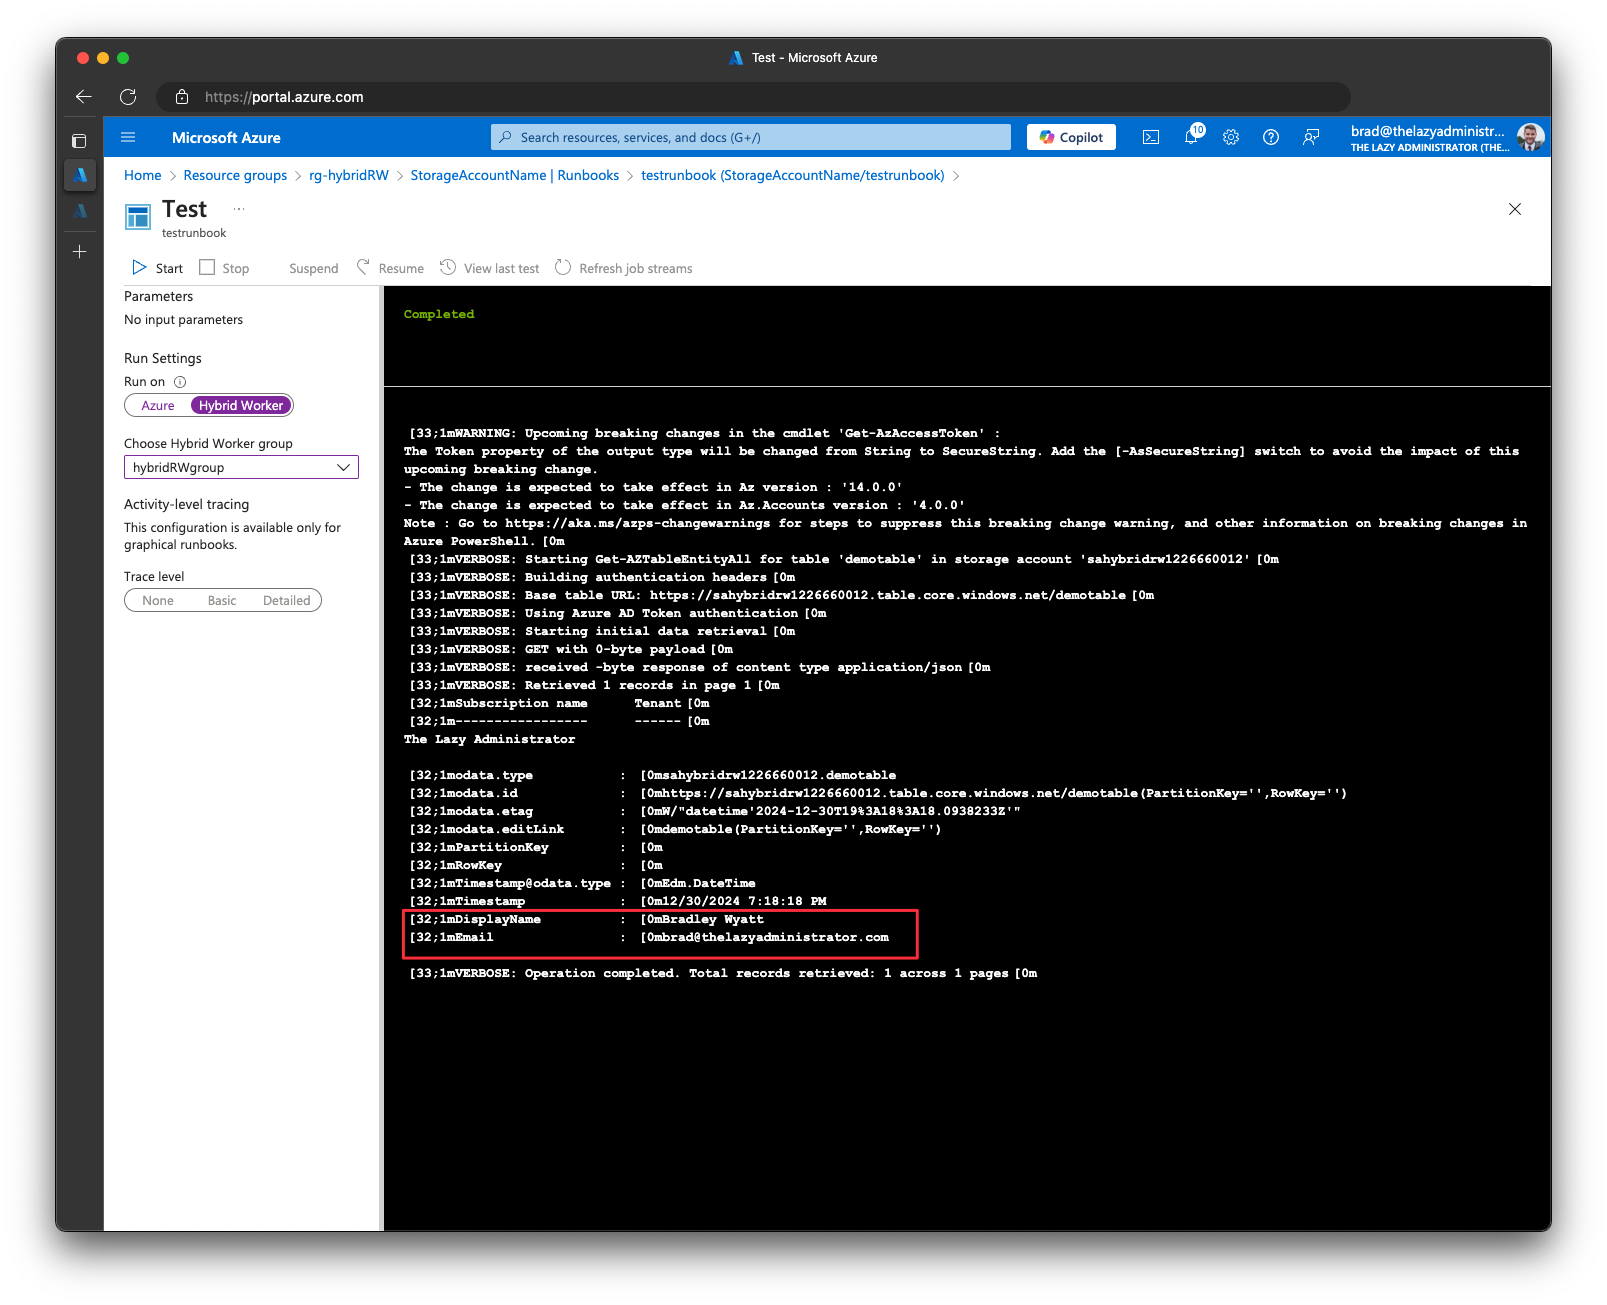 Test - Microsoft Azure
https://portal.azure.com
Microsoft Azure
Search resources, services, and docs (G+/)
Copilot
10
brad@thelazyadministr...
THE LAZY ADMINISTRATOR (THE...
Home > Resource groups > rg-hybridRW > StorageAccountName | Runbooks > testrunbook (StorageAccountName/testrunbook) >
Test ...
testrunbook
Start Stop Suspend Resume View last test Refresh job streams
Parameters
No input parameters
Run Settings
Run on
Azure Hybrid Worker
Choose Hybrid Worker group
hybridRWgroup
Activity-level tracing
This configuration is available only for
graphical runbooks.
Trace level
None Basic Detailed
Completed
[33;1mWARNING: Upcoming breaking changes in the cmdlet 'Get-AzAccessToken' :
The Token property of the output type will be changed from String to SecureString. Add the [-AsSecureString] switch to avoid the impact of this
upcoming breaking change.
- The change is expected to take effect in Az version : '14.0.0'
- The change is expected to take effect in Az.Accounts version : '4.0.0'
Note : Go to https://aka.ms/azps-changewarnings for steps to suppress this breaking change warning, and other information on breaking changes in
Azure PowerShell. [0m
[33;1mVERBOSE: Starting Get-AZTableEntityAll for table 'demotable' in storage account 'sahybridrw1226660012' [0m
[33;1mVERBOSE: Building authentication headers [0m
[33;1mVERBOSE: Base table URL: https://sahybridrw1226660012.table.core.windows.net/demotable [0m
[33;1mVERBOSE: Using Azure AD Token authentication [0m
[33;1mVERBOSE: Starting initial data retrieval [0m
[33;1mVERBOSE: GET with 0-byte payload [0m
[33;1mVERBOSE: received -byte response of content type application/json [0m
[33;1mVERBOSE: Retrieved 1 records in page 1 [0m
[32;1mSubscription name Tenant [0m
[32;1m----------------- ------ [0m
The Lazy Administrator
[32;1modata.type : [0msahybridrw1226660012.demotable
[32;1modata.id : [0mhttps://sahybridrw1226660012.table.core.windows.net/demotable(PartitionKey='',RowKey='')
[32;1modata.etag : [0mW/"datetime'2024-12-30T19%3A18%3A18.0938233Z'"
[32;1modata.editLink : [0mdemotable(PartitionKey='',RowKey='')
[32;1mPartitionKey : [0m
[32;1mRowKey : [0m
[32;1mTimestamp@odata.type : [0mEdm.DateTime
[32;1mTimestamp : [0m12/30/2024 7:18:18 PM
[32;1mDisplayName : [0mBradley Wyatt
[32;1mEmail : [0mbrad@thelazyadministrator.com
[33;1mVERBOSE: Operation completed. Total records retrieved: 1 across 1 pages [0m